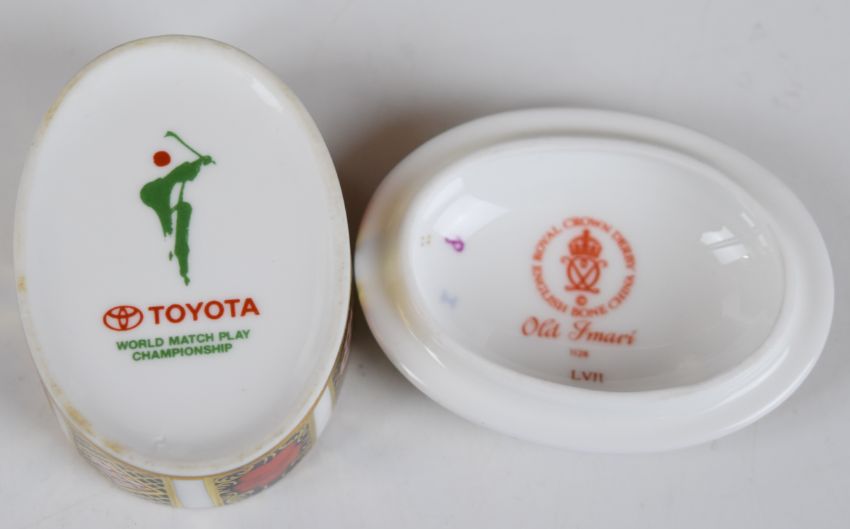 TOYOTA
WORLD MATCH PLAY
CHAMPIONSHIP
ROYAL CROWN DERBY
ENGLISH BONE CHINA
©
Old Imari
1128
LVII